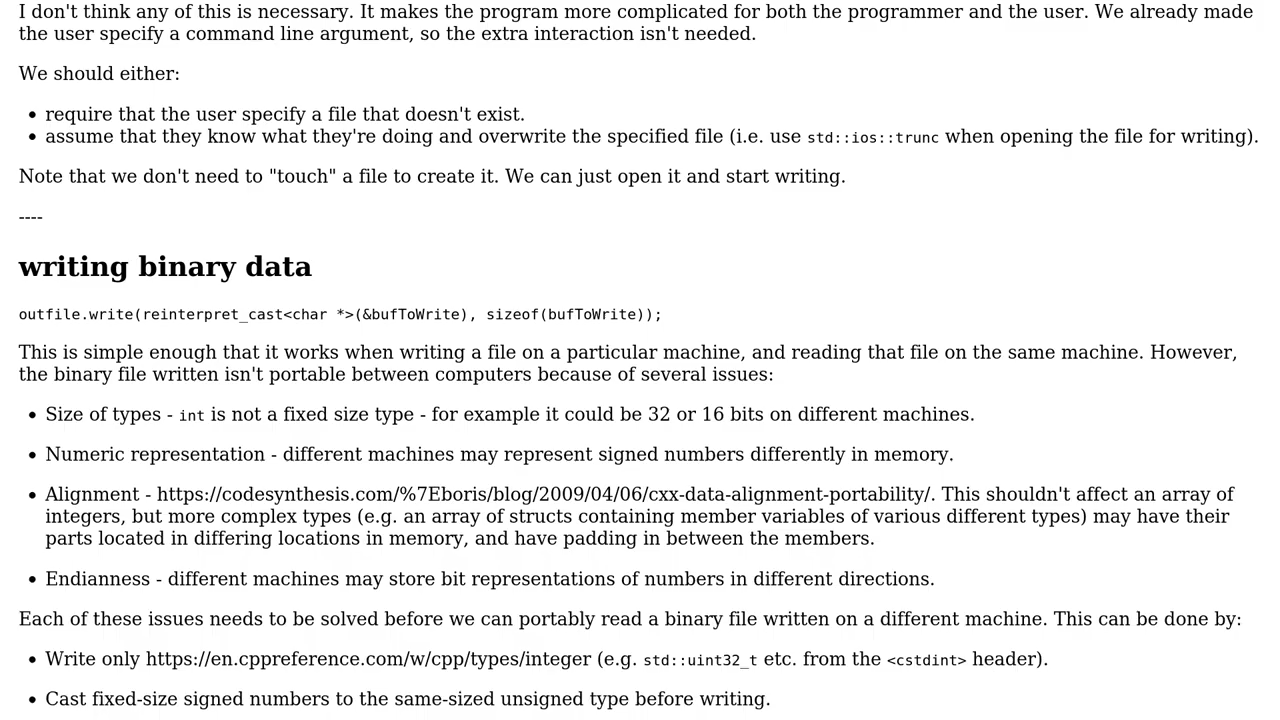 I don't think any of this is necessary. It makes the program more complicated for both the programmer and the user. We already made
the user specify a command line argument, so the extra interaction isn't needed.
We should either:
• require that the user specify a file that doesn't exist.
• assume that they know what they're doing and overwrite the specified file (i.e. use std::ios::trunc when opening the file for writing).
Note that we don't need to "touch" a file to create it. We can just open it and start writing.
----
writing binary data
outfile.write(reinterpret_cast<char *>(&bufToWrite), sizeof(bufToWrite));
This is simple enough that it works when writing a file on a particular machine, and reading that file on the same machine. However,
the binary file written isn't portable between computers because of several issues:
• Size of types - int is not a fixed size type - for example it could be 32 or 16 bits on different machines.
• Numeric representation - different machines may represent signed numbers differently in memory.
• Alignment - https://codesynthesis.com/%7Eboris/blog/2009/04/06/cxx-data-alignment-portability/. This shouldn't affect an array of
integers, but more complex types (e.g. an array of structs containing member variables of various different types) may have their
parts located in differing locations in memory, and have padding in between the members.
• Endianness - different machines may store bit representations of numbers in different directions.
Each of these issues needs to be solved before we can portably read a binary file written on a different machine. This can be done by:
• Write only https://en.cppreference.com/w/cpp/types/integer (e.g. std::uint32_t etc. from the <cstdint> header).
• Cast fixed-size signed numbers to the same-sized unsigned type before writing.